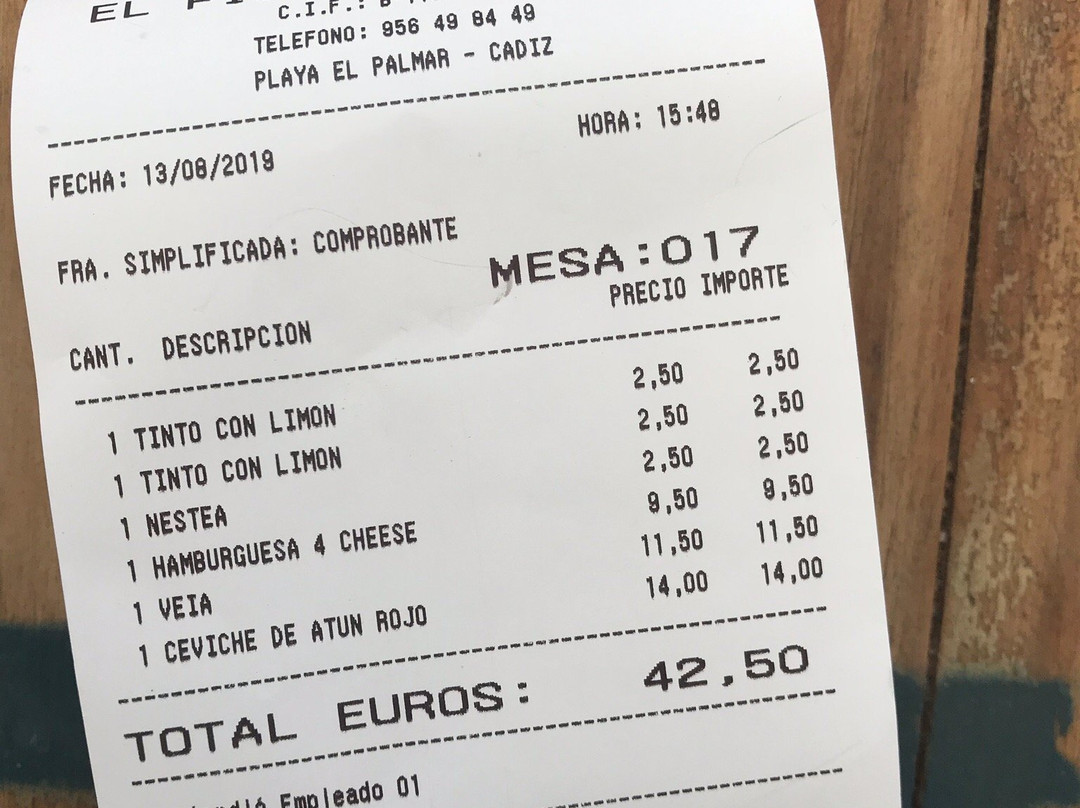 EL
C.I.F.:
TELEFONO: 956 49 84 49
PLAYA EL PALMAR - CADIZ
FECHA: 13/08/2019 HORA: 15:48
FRA. SIMPLIFICADA: COMPROBANTE
MESA:017
CANT. DESCRIPCION PRECIO IMPORTE
1 TINTO CON LIMON 2,50 2,50
1 TINTO CON LIMON 2,50 2,50
1 NESTEA 2,50 2,50
1 HAMBURGUESA 4 CHEESE 9,50 9,50
1 VEIA 11,50 11,50
1 CEVICHE DE ATUN ROJO 14,00 14,00
TOTAL EUROS: 42,50
Empleado 01